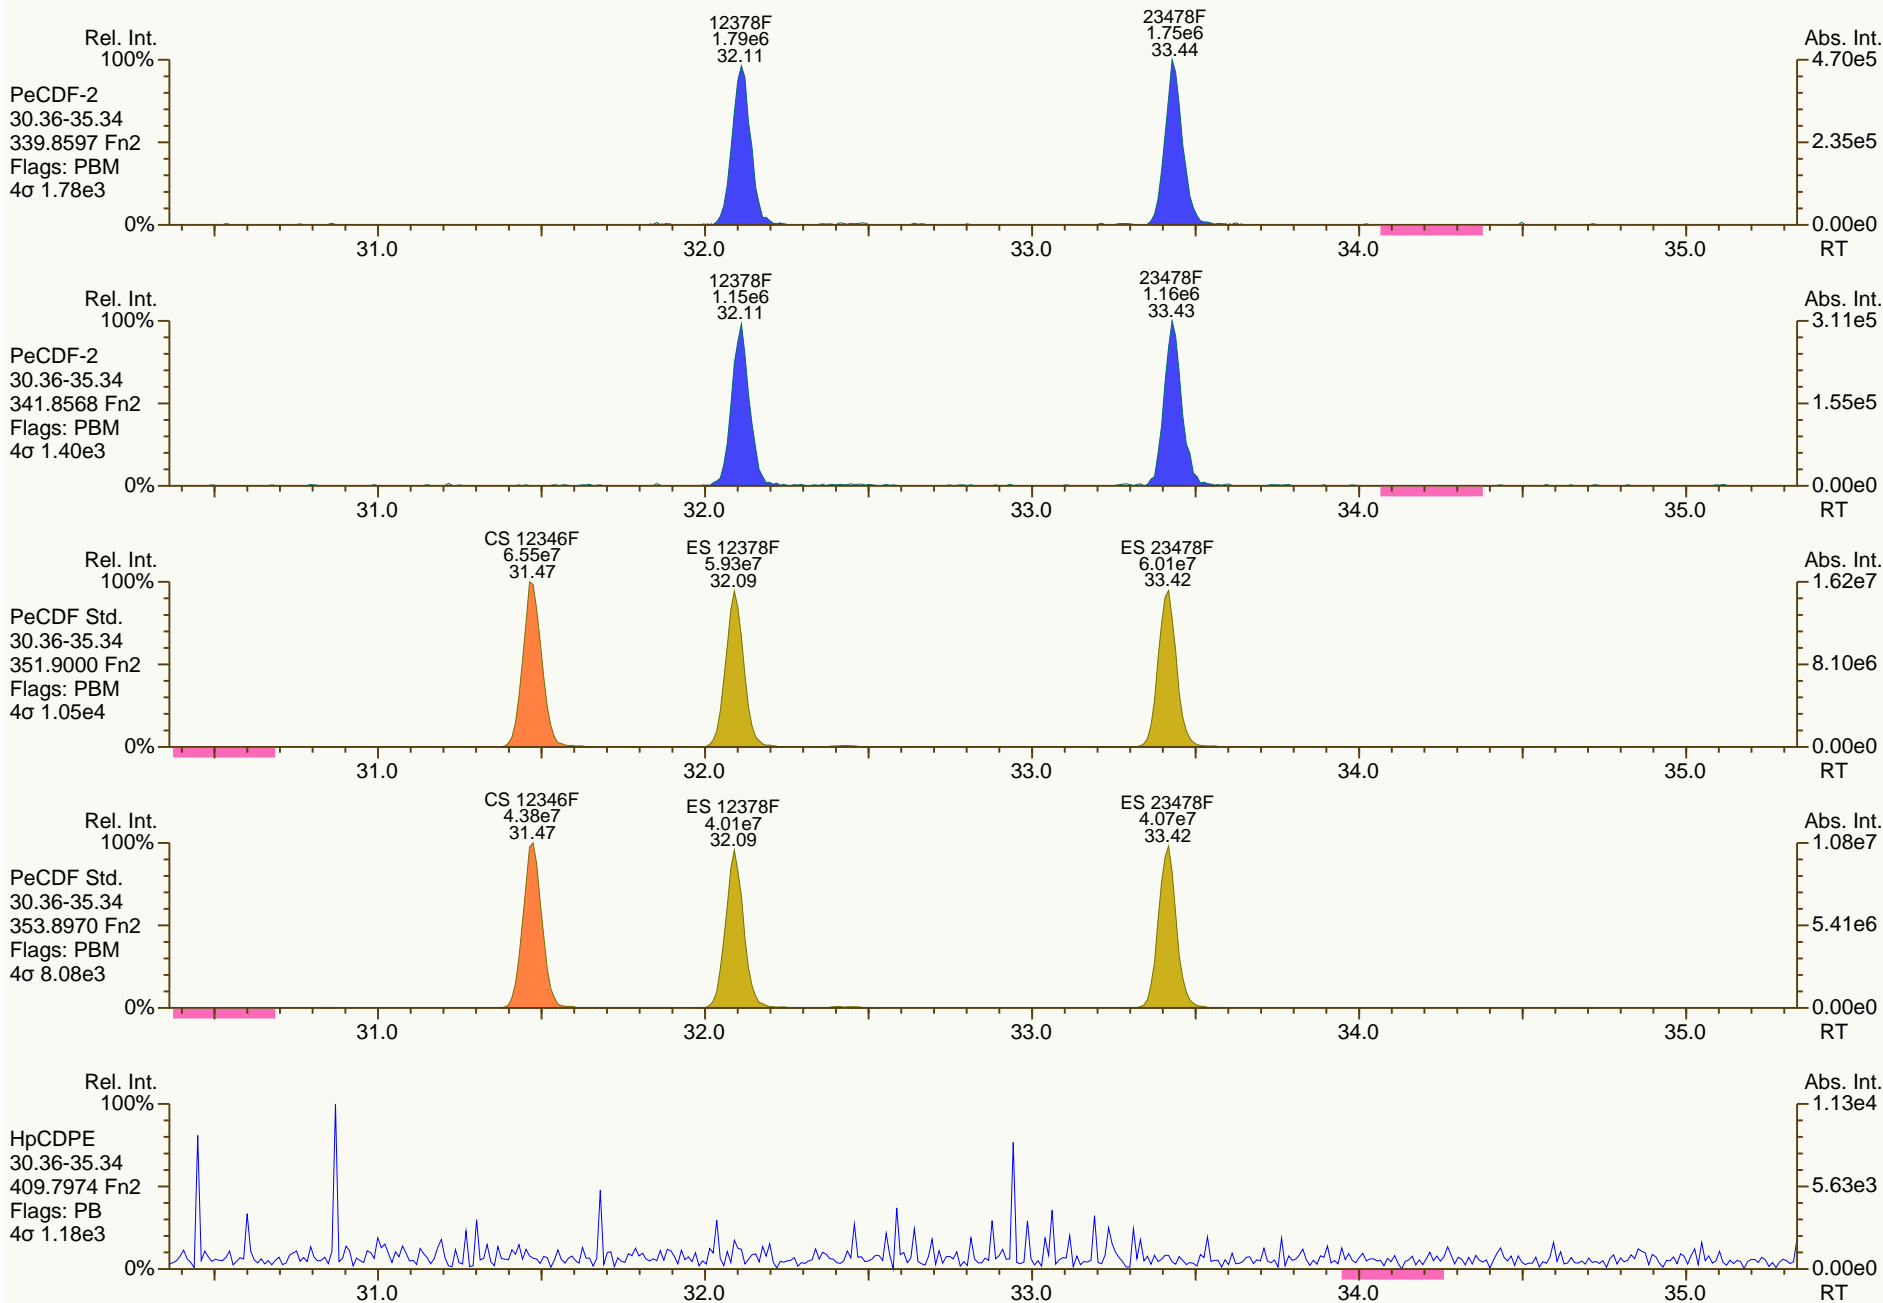 12378F
1.79e6
32.11
23478F
1.75e6
33.44
Rel. Int.
Abs. Int.
100%
4.70e5
PeCDF-2
30.36-35.34
339.8597 Fn2
2.35e5
Flags: PBM
4σ 1.78e3
0%
0.00e0
31.0 32.0 33.0 34.0 35.0 RT
12378F
1.15e6
32.11
23478F
1.16e6
33.43
Rel. Int.
Abs. Int.
100%
3.11e5
PeCDF-2
30.36-35.34
341.8568 Fn2
1.55e5
Flags: PBM
4σ 1.40e3
0%
0.00e0
31.0 32.0 33.0 34.0 35.0 RT
CS 12346F
6.55e7
31.47
ES 12378F
5.93e7
32.09
ES 23478F
6.01e7
33.42
Rel. Int.
Abs. Int.
100%
1.62e7
PeCDF Std.
30.36-35.34
351.9000 Fn2
8.10e6
Flags: PBM
4σ 1.05e4
0%
0.00e0
31.0 32.0 33.0 34.0 35.0 RT
CS 12346F
4.38e7
31.47
ES 12378F
4.01e7
32.09
ES 23478F
4.07e7
33.42
Rel. Int.
Abs. Int.
100%
1.08e7
PeCDF Std.
30.36-35.34
353.8970 Fn2
5.41e6
Flags: PBM
4σ 8.08e3
0%
0.00e0
31.0 32.0 33.0 34.0 35.0 RT
Rel. Int.
Abs. Int.
100%
1.13e4
HpCDPE
30.36-35.34
409.7974 Fn2
5.63e3
Flags: PB
4σ 1.18e3
0%
0.00e0
31.0 32.0 33.0 34.0 35.0 RT